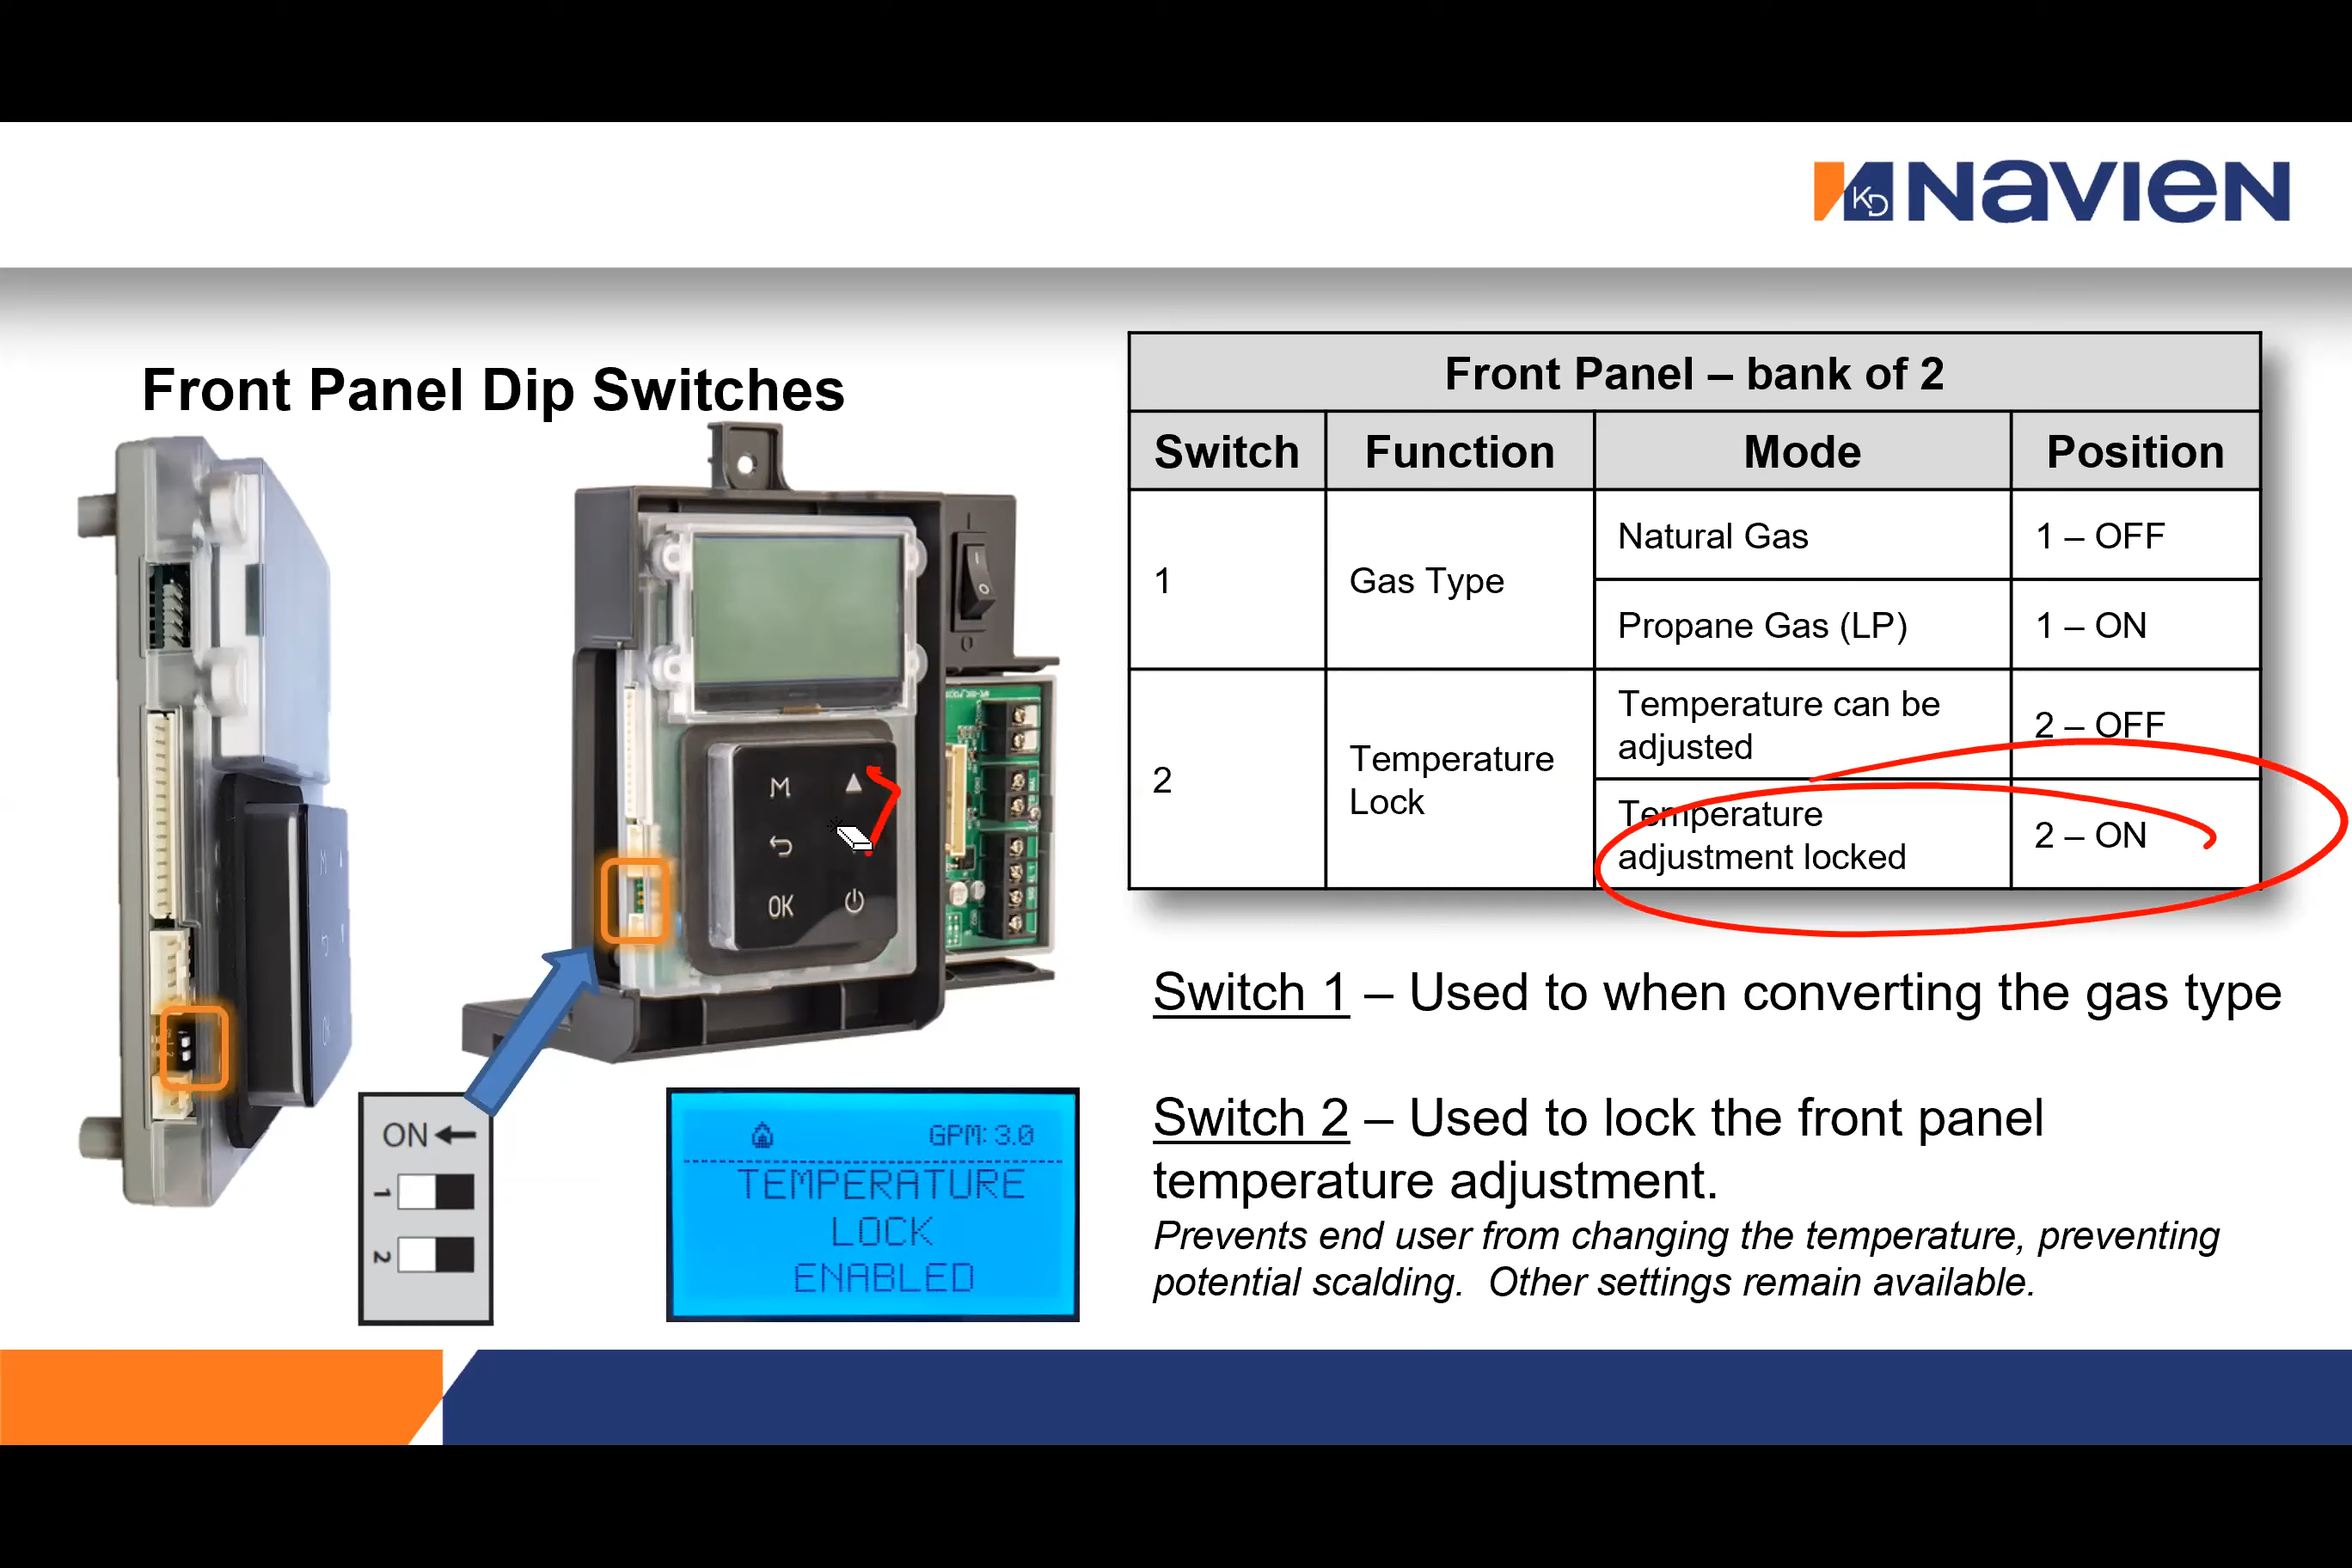 KD NAVIEN
Front Panel Dip Switches
Front Panel – bank of 2
Switch Function Mode Position
1 Gas Type Natural Gas 1 – OFF
Propane Gas (LP) 1 – ON
2 Temperature Lock Temperature can be adjusted 2 – OFF
Temperature adjustment locked 2 – ON
M
OK
ON
1
2
GPM: 3.0
TEMPERATURE
LOCK
ENABLED
Switch 1 – Used to when converting the gas type
Switch 2 – Used to lock the front panel
temperature adjustment.
Prevents end user from changing the temperature, preventing
potential scalding. Other settings remain available.